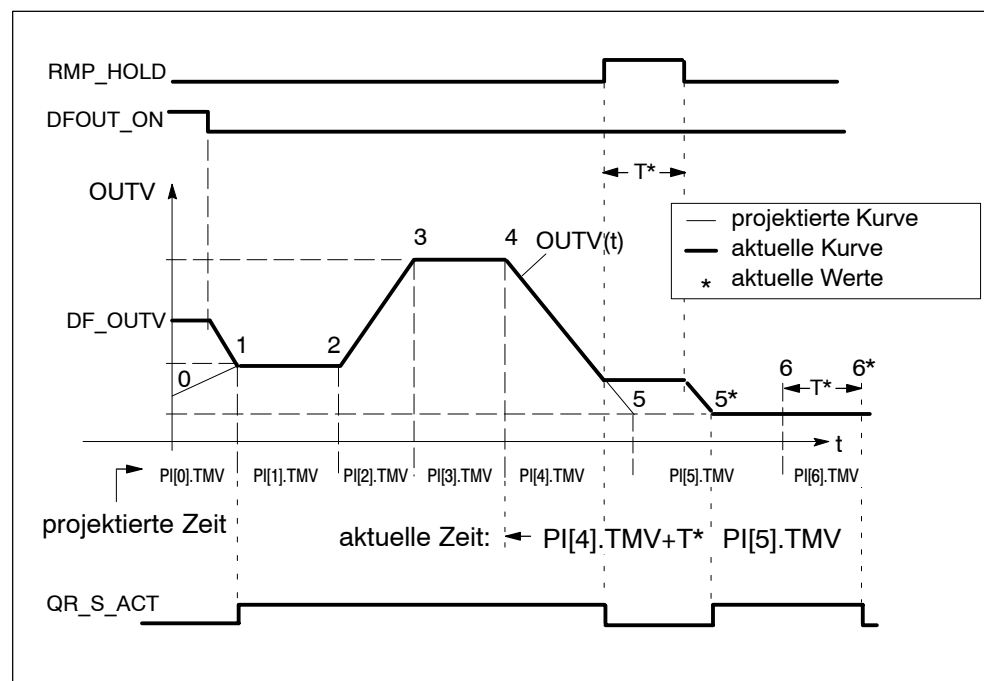 RMP_HOLD
DFOUT_ON
T*
OUTV
3
4
OUTV(t)
projektierte Kurve
aktuelle Kurve
* aktuelle Werte
DF_OUTV
1
2
0
5
5*
6
6*
T*
t
PI[0].TMV PI[1].TMV PI[2].TMV PI[3].TMV PI[4].TMV PI[5].TMV PI[6].TMV
projektierte Zeit
aktuelle Zeit: PI[4].TMV+T* PI[5].TMV
QR_S_ACT